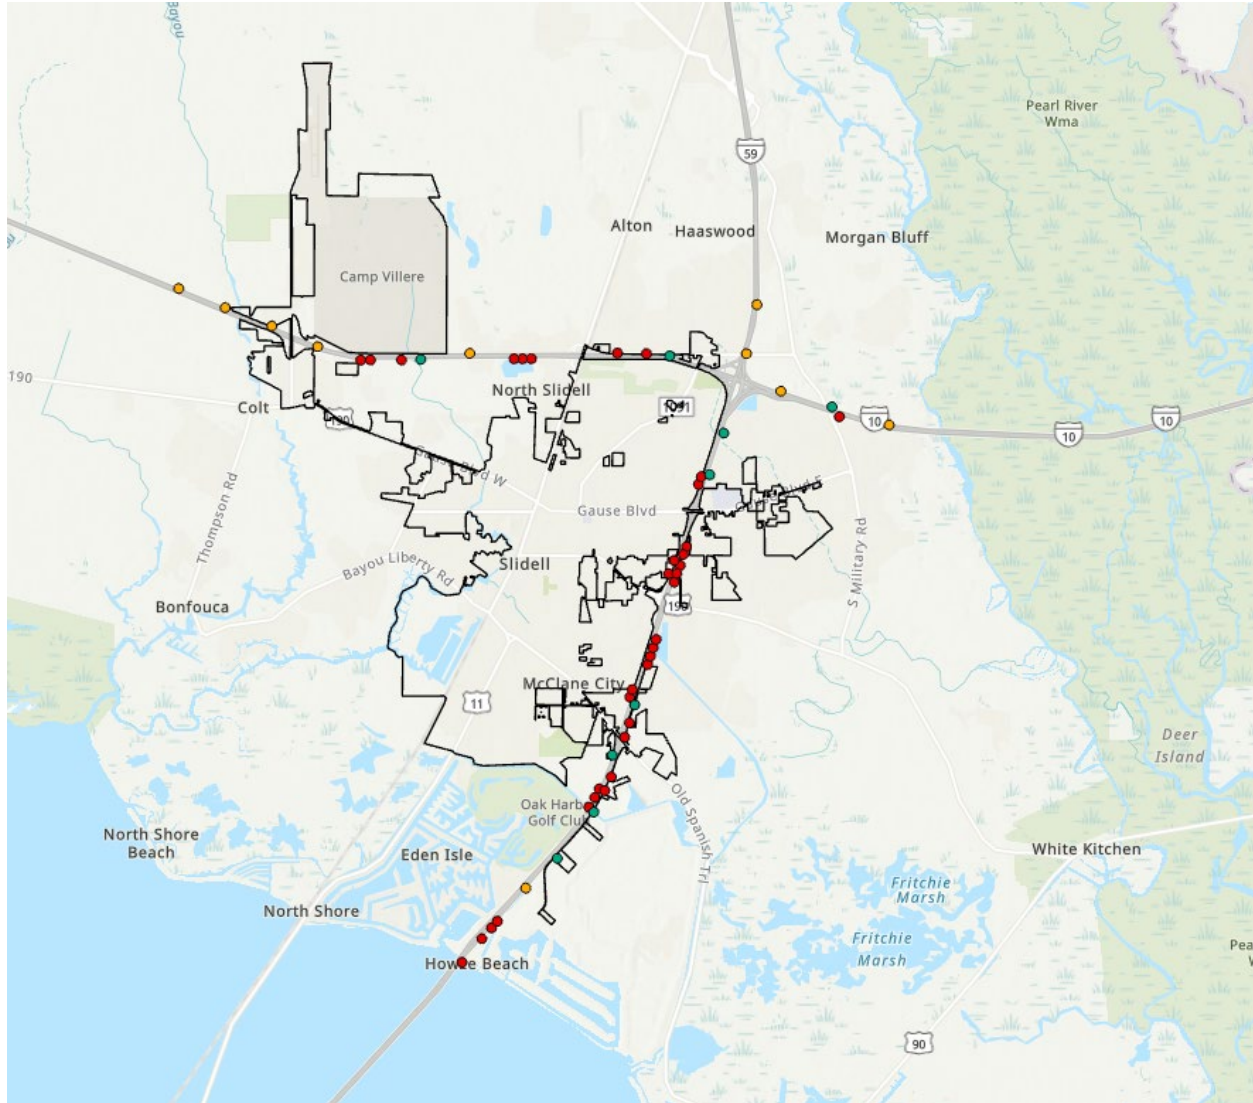 Bayou
59
Pearl River
Wma
Alton
Haaswood
Morgan Bluff
Camp Villere
190
Colt
190
North Slidell
10
10
10
Thompson Rd
Gause Blvd
S Military Rd
Bayou Liberty Rd
Slidell
Bonfouca
190
McClane City
11
Deer
Island
Oak Harb
Golf Club
Old Spanish Trl
North Shore
Beach
Eden Isle
White Kitchen
North Shore
Fritchie
Marsh
Fritchie
Marsh
Pea
Howze Beach
90